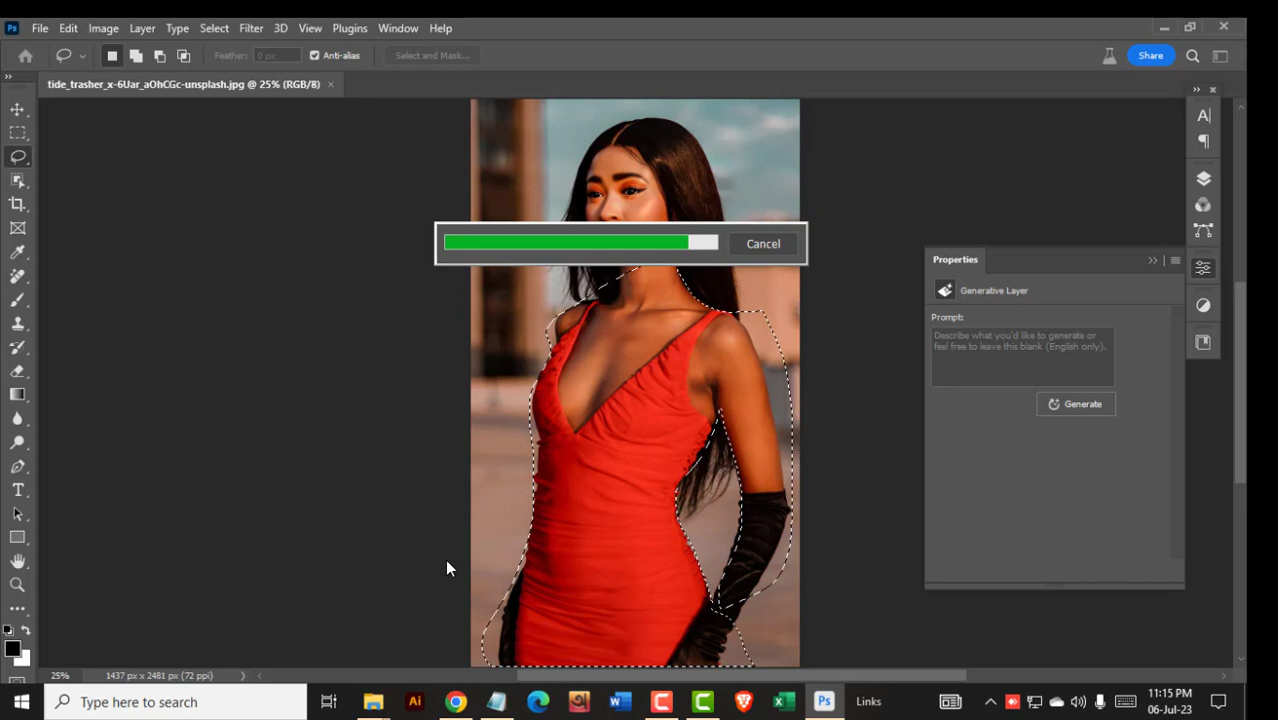 Ps File Edit Image Layer Type Select Filter 3D View Plugins Window Help
Feather: 0 px Anti-alias Select and Mask... Share
tide_trasher_x-6Uar_aOhCGc-unsplash.jpg @ 25% (RGB/8) ×
Cancel
Properties
Generative Layer
Prompt:
Describe what you'd like to generate or
feel free to leave this blank (English only).
Generate
25% 1437 px x 2481 px (72 ppi)
Type here to search Ai W X Ps Links 11:15 PM
06-Jul-23